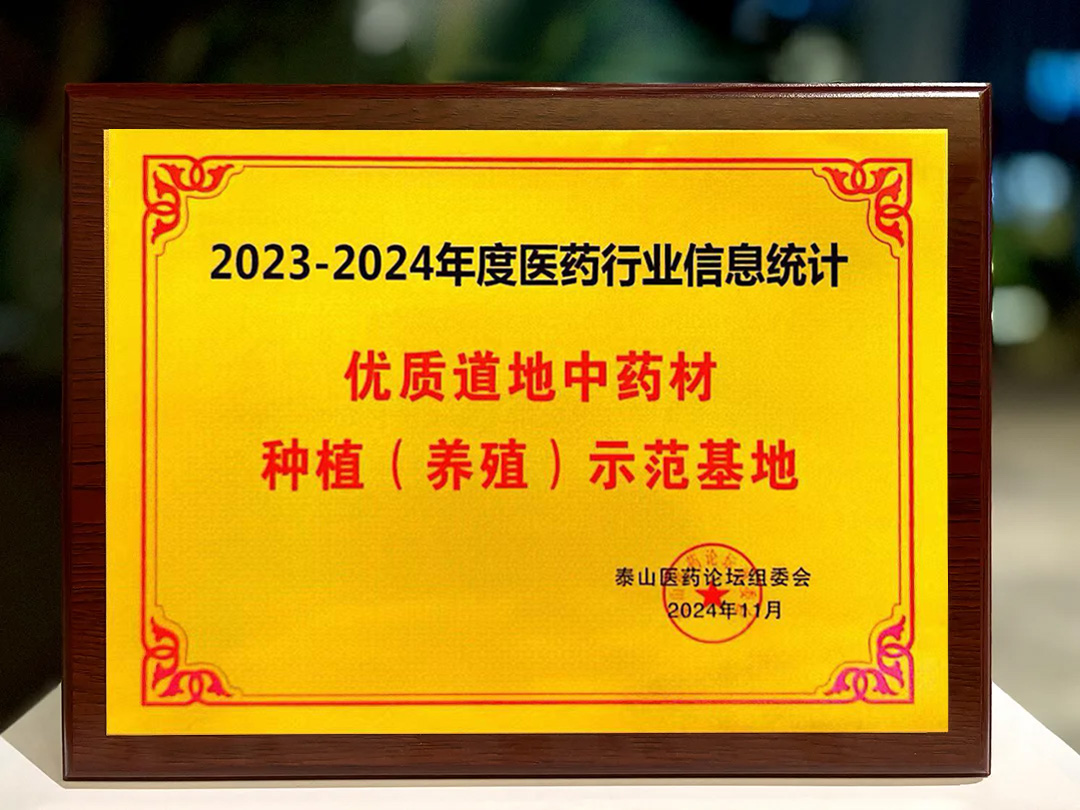 2023-2024年度医药行业信息统计
优质道地中药材
种植（养殖）示范基地
泰山医药论坛组委会
2024年11月